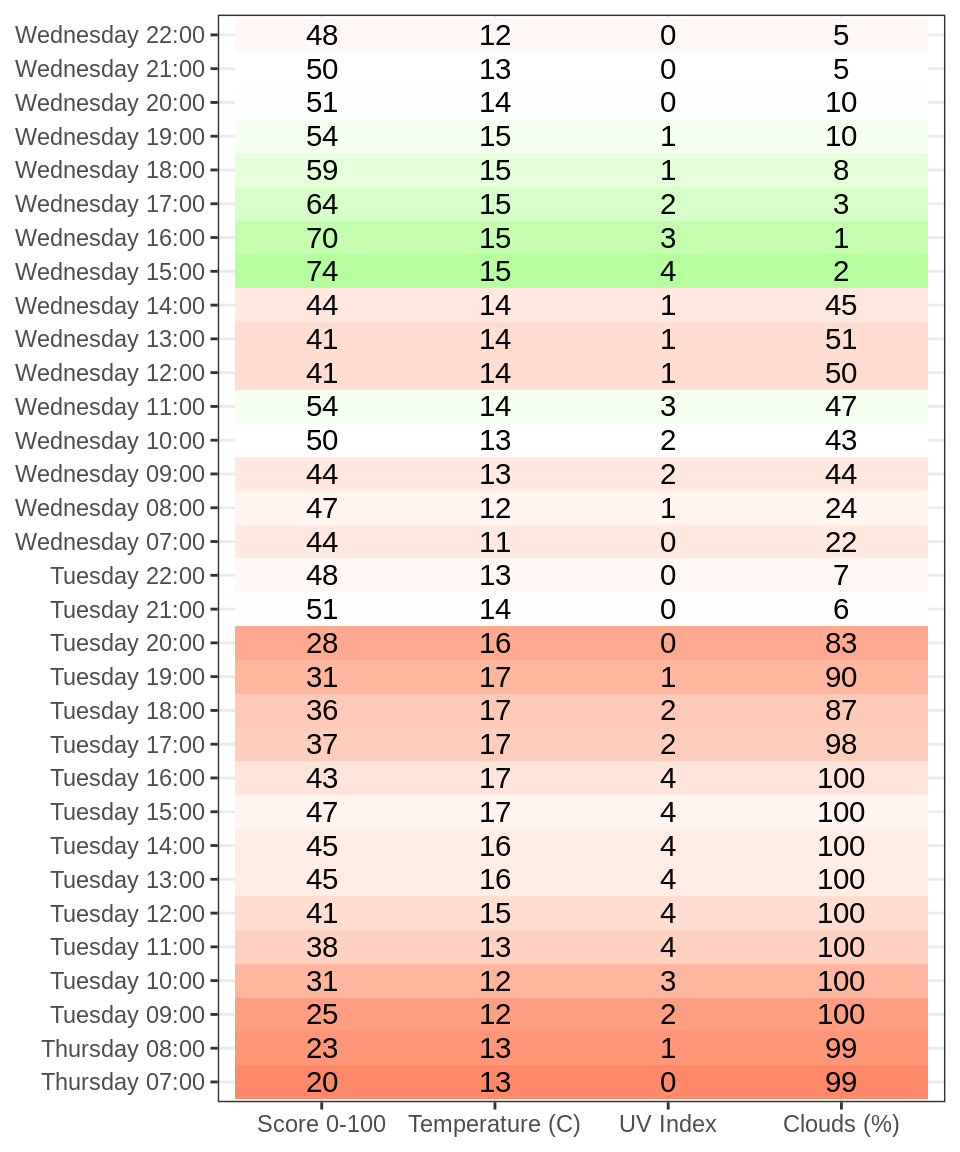 Wednesday 22:00 48 12 0 5
Wednesday 21:00 50 13 0 5
Wednesday 20:00 51 14 0 10
Wednesday 19:00 54 15 1 10
Wednesday 18:00 59 15 1 8
Wednesday 17:00 64 15 2 3
Wednesday 16:00 70 15 3 1
Wednesday 15:00 74 15 4 2
Wednesday 14:00 44 14 1 45
Wednesday 13:00 41 14 1 51
Wednesday 12:00 41 14 1 50
Wednesday 11:00 54 14 3 47
Wednesday 10:00 50 13 2 43
Wednesday 09:00 44 13 2 44
Wednesday 08:00 47 12 1 24
Wednesday 07:00 44 11 0 22
Tuesday 22:00 48 13 0 7
Tuesday 21:00 51 14 0 6
Tuesday 20:00 28 16 0 83
Tuesday 19:00 31 17 1 90
Tuesday 18:00 36 17 2 87
Tuesday 17:00 37 17 2 98
Tuesday 16:00 43 17 4 100
Tuesday 15:00 47 17 4 100
Tuesday 14:00 45 16 4 100
Tuesday 13:00 45 16 4 100
Tuesday 12:00 41 15 4 100
Tuesday 11:00 38 13 4 100
Tuesday 10:00 31 12 3 100
Tuesday 09:00 25 12 2 100
Thursday 08:00 23 13 1 99
Thursday 07:00 20 13 0 99
Score 0-100 Temperature (C) UV Index Clouds (%)